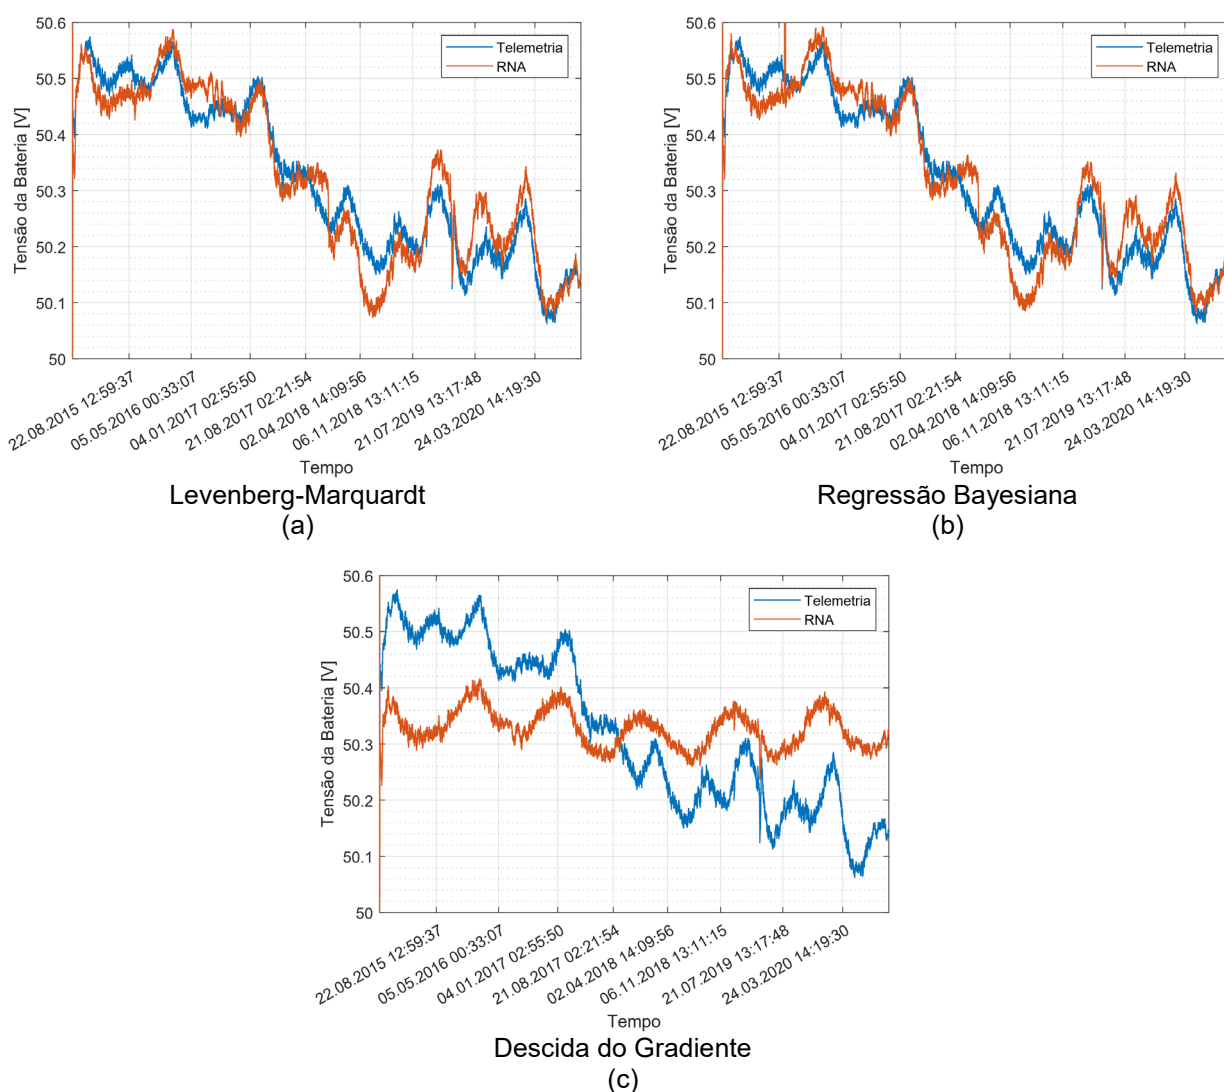 50.6
50.5
50.4
50.3
50.2
50.1
50
Tensão da Bateria [V]
Telemetria
RNA
22.08.2015 12:59:37
05.05.2016 00:33:07
04.01.2017 02:55:50
21.08.2017 02:21:54
02.04.2018 14:09:56
06.11.2018 13:11:15
21.07.2019 13:17:48
24.03.2020 14:19:30
Tempo
Levenberg-Marquardt
(a)
50.6
50.5
50.4
50.3
50.2
50.1
50
Tensão da Bateria [V]
Telemetria
RNA
22.08.2015 12:59:37
05.05.2016 00:33:07
04.01.2017 02:55:50
21.08.2017 02:21:54
02.04.2018 14:09:56
06.11.2018 13:11:15
21.07.2019 13:17:48
24.03.2020 14:19:30
Tempo
Regressão Bayesiana
(b)
50.6
50.5
50.4
50.3
50.2
50.1
50
Tensão da Bateria [V]
Telemetria
RNA
22.08.2015 12:59:37
05.05.2016 00:33:07
04.01.2017 02:55:50
21.08.2017 02:21:54
02.04.2018 14:09:56
06.11.2018 13:11:15
21.07.2019 13:17:48
24.03.2020 14:19:30
Tempo
Descida do Gradiente
(c)